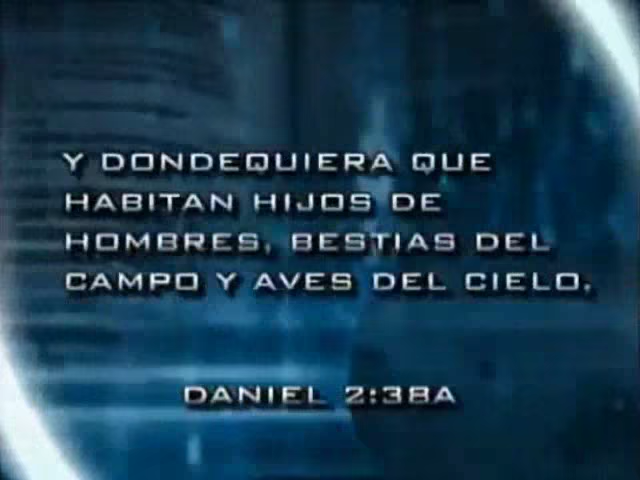 Y DONDEQUIERA QUE
HABITAN HIJOS DE
HOMBRES, BESTIAS DEL
CAMPO Y AVES DEL CIELO,
DANIEL 2:38A